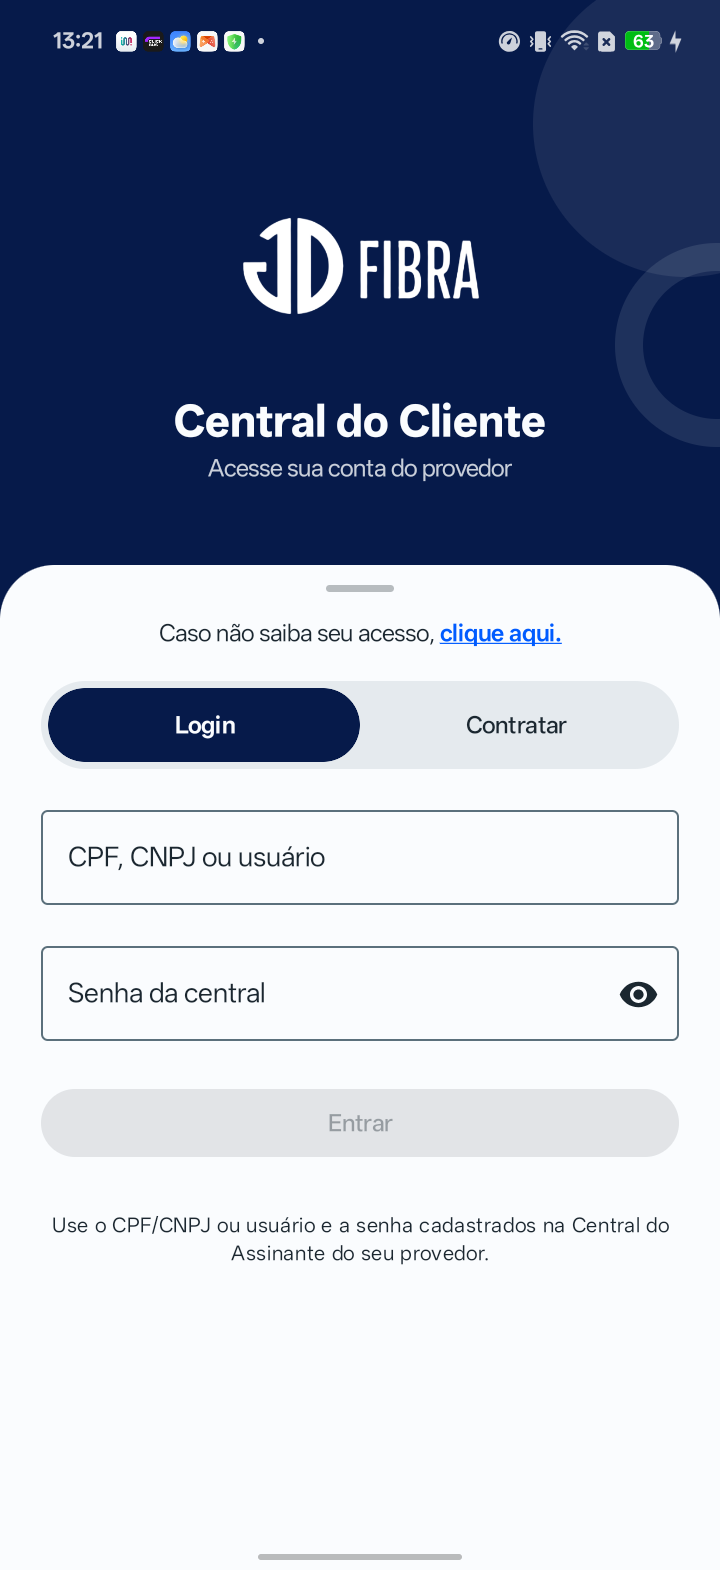 13:21
63
JD FIBRA
Central do Cliente
Acesse sua conta do provedor
Caso não saiba seu acesso, clique aqui.
Login
Contratar
CPF, CNPJ ou usuário
Senha da central
Entrar
Use o CPF/CNPJ ou usuário e a senha cadastrados na Central do
Assinante do seu provedor.